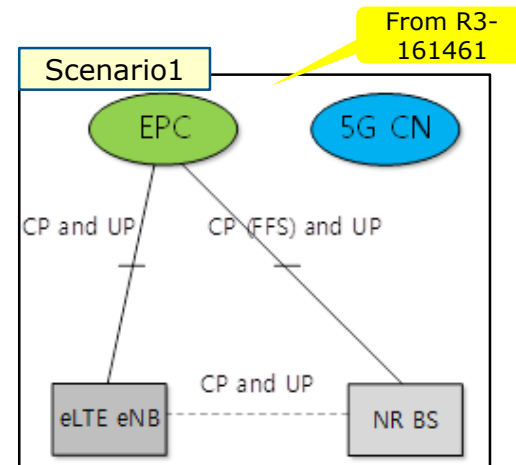 From R3-
161461
Scenario1
EPC
5G CN
CP and UP
CP (FFS) and UP
CP and UP
eLTE eNB
NR BS